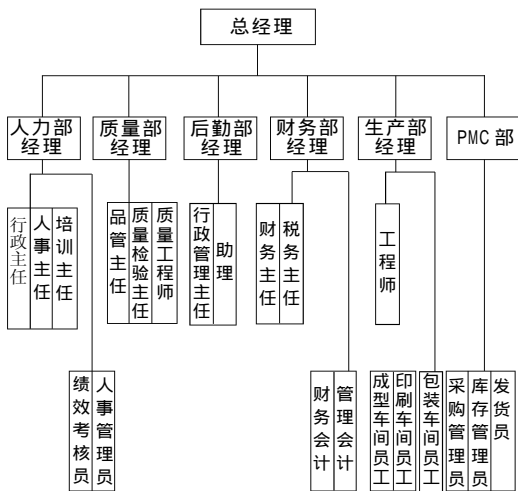 总经理
人力部
经理
质量部
经理
后勤部
经理
财务部
经理
生产部
经理
PMC 部
行政主任
人事主任
培训主任
品管主任
质量检验主任
质量工程师
行政管理主任
助理
财务主任
税务主任
工程师
绩效考核员
人事管理员
财务会计
管理会计
成型车间员工
印刷车间员工
包装车间员工
采购管理员
库存管理员
发货员